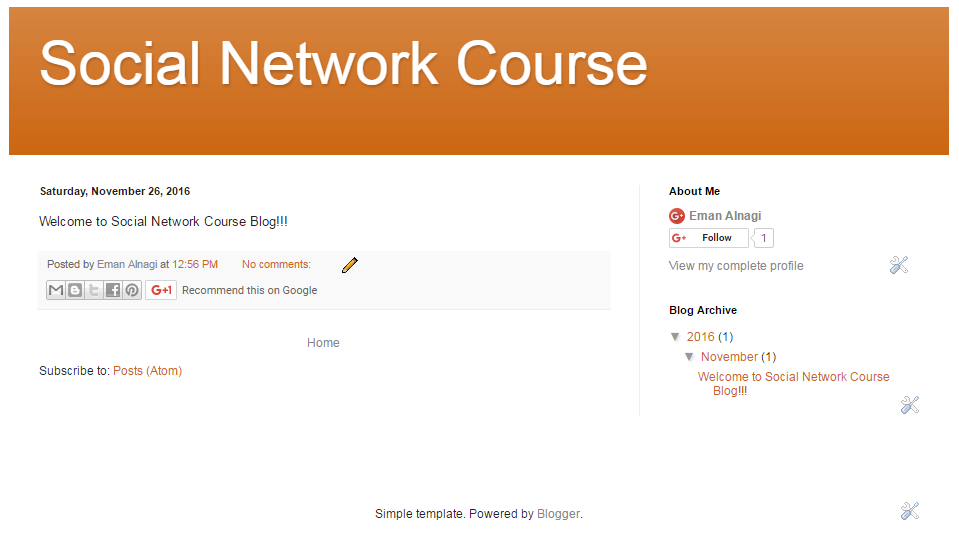 Social Network Course
Saturday, November 26, 2016
Welcome to Social Network Course Blog!!!
Posted by Eman Alnagi at 12:56 PM No comments:
G+1 Recommend this on Google
Home
Subscribe to: Posts (Atom)
About Me
G+ Eman Alnagi
G+ Follow 1
View my complete profile
Blog Archive
▼ 2016 (1)
▼ November (1)
Welcome to Social Network Course
Blog!!!
Simple template. Powered by Blogger.